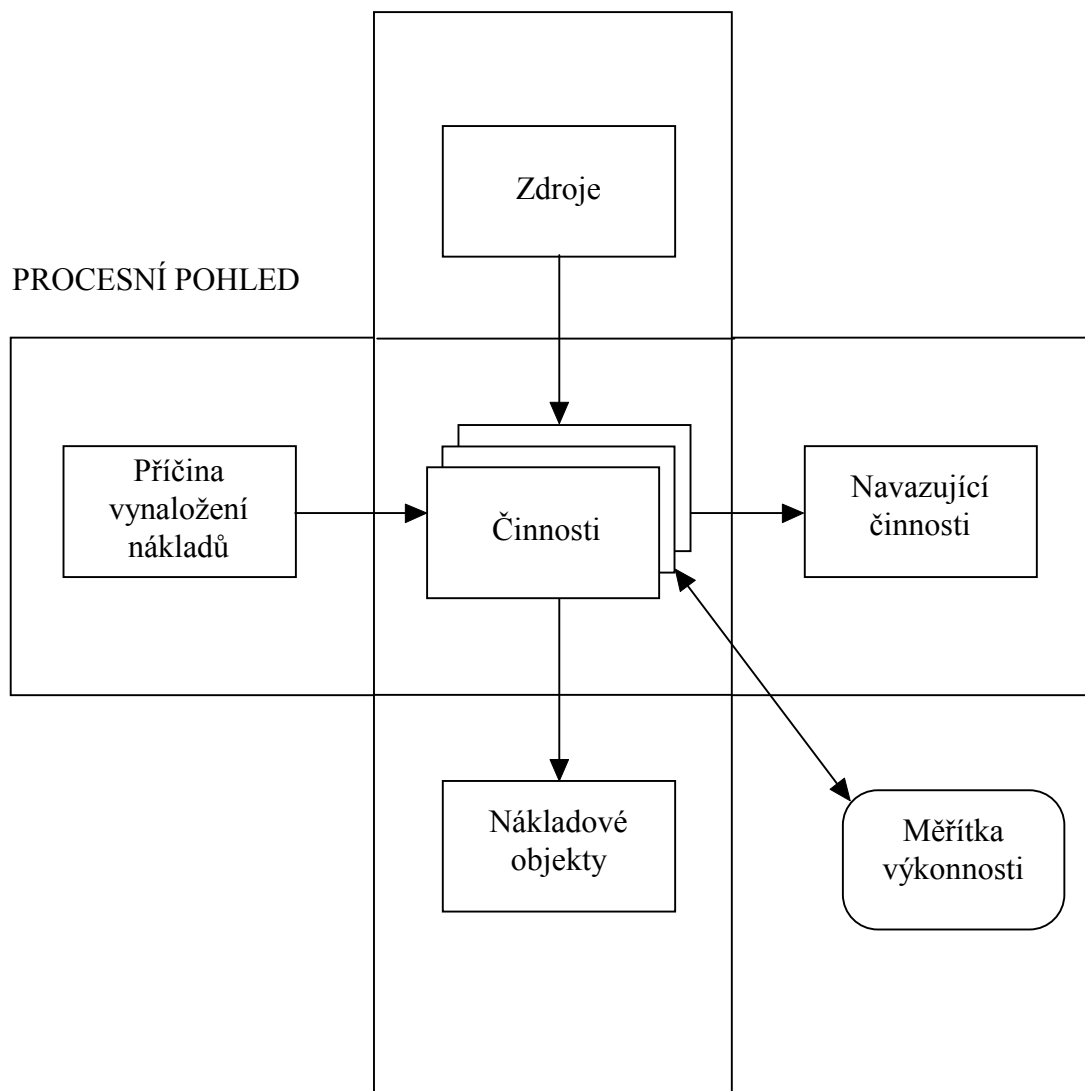 Zdroje
PROCESNÍ POHLED
Příčina
vynaložení
nákladů
Činnosti
Navazující
činnosti
Nákladové
objekty
Měřítka
výkonnosti